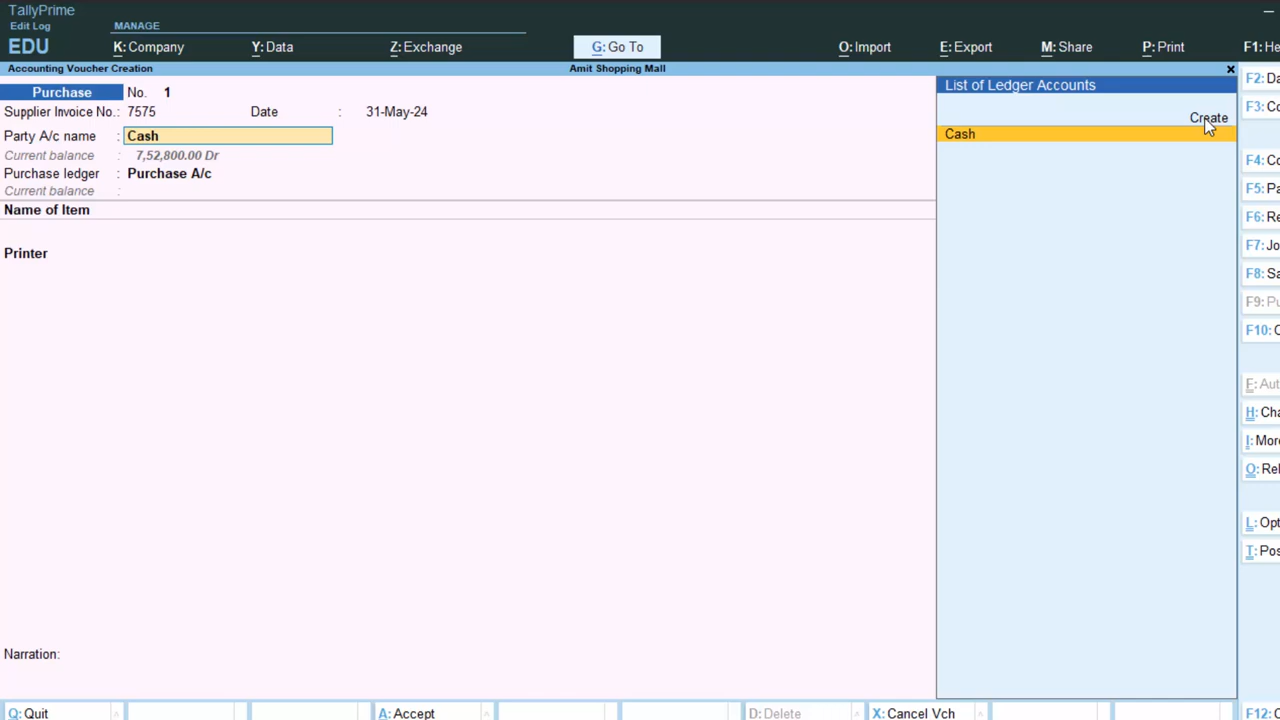 TallyPrime
Edit Log
MANAGE
EDU K: Company Y: Data Z: Exchange G: Go To O: Import E: Export M: Share P: Print F1: He
Accounting Voucher Creation Amit Shopping Mall
Purchase No. 1
Supplier Invoice No.: 7575 Date : 31-May-24
Party A/c name : Cash
Current balance : 7,52,800.00 Dr
Purchase ledger : Purchase A/c
Current balance :
Name of Item
Printer
Narration:
List of Ledger Accounts
Create
Cash
F2: Da
F3: Co
F4: Co
F5: Pa
F6: Re
F7: Jo
F8: Sa
F9: Pu
F10: O
F: Aut
H: Cha
I: More
O: Rel
L: Opt
T: Pos
Q: Quit A: Accept D: Delete X: Cancel Vch F12: C